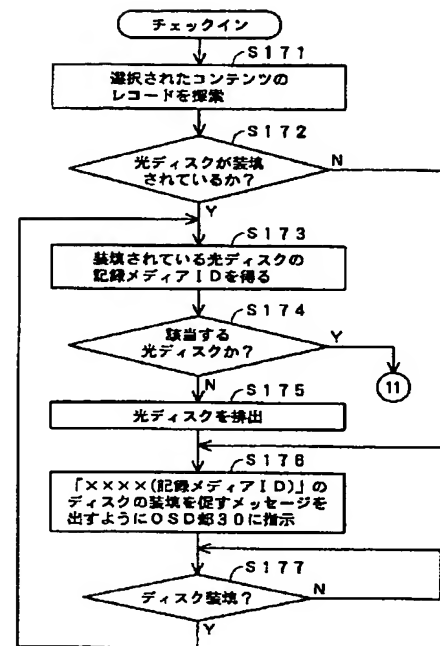 チェックイン
S171
選択されたコンテンツの
レコードを探索
S172
光ディスクが装填
されているか?
N
Y
S173
装填されている光ディスクの
記録メディアIDを得る
S174
該当する
光ディスクか?
Y
N
11
S175
光ディスクを排出
S176
「××××(記録メディアID)」の
ディスクの装填を促すメッセージを
出すようにOSD部30に指示
S177
ディスク装填?
N
Y